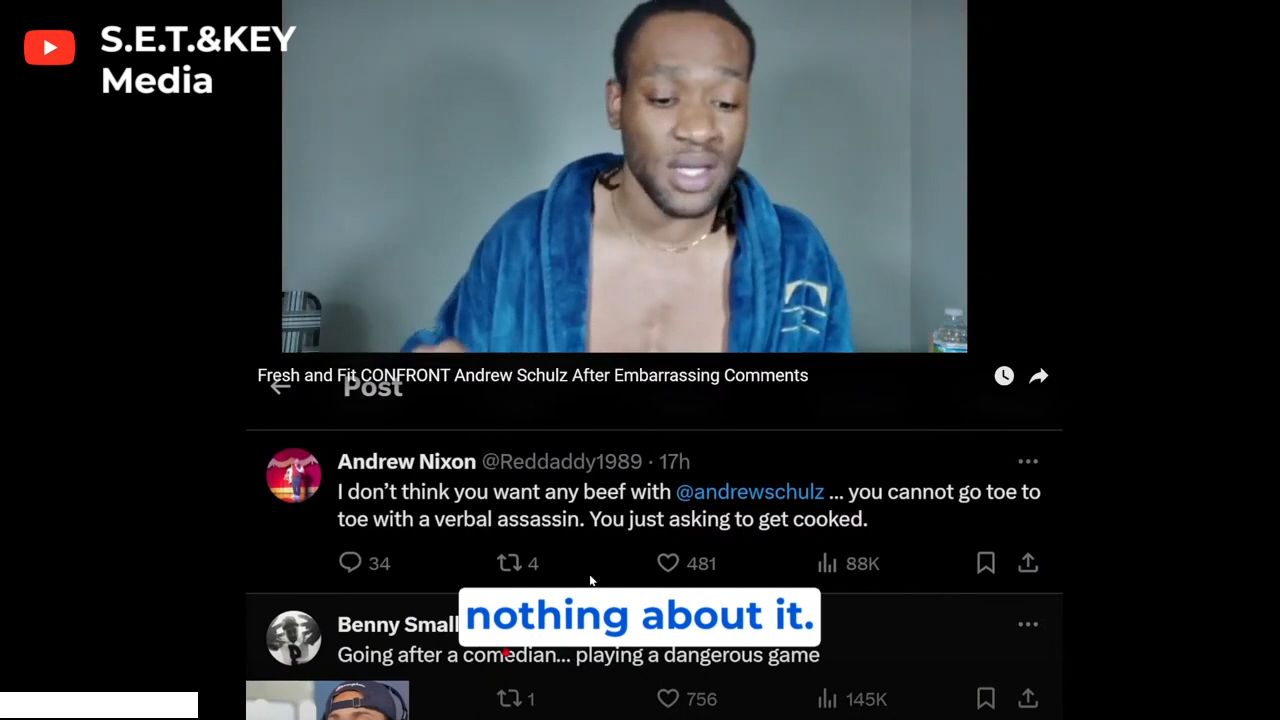 S.E.T.&KEY
Media
Fresh and Fit CONFRONT Andrew Schulz After Embarrassing Comments
Post
Andrew Nixon @Reddaddy1989 · 17h
I don’t think you want any beef with @andrewschulz ... you cannot go toe to
toe with a verbal assassin. You just asking to get cooked.
34 4 481 88K
nothing about it.
Benny Small
Going after a comedian... playing a dangerous game
1 756 145K